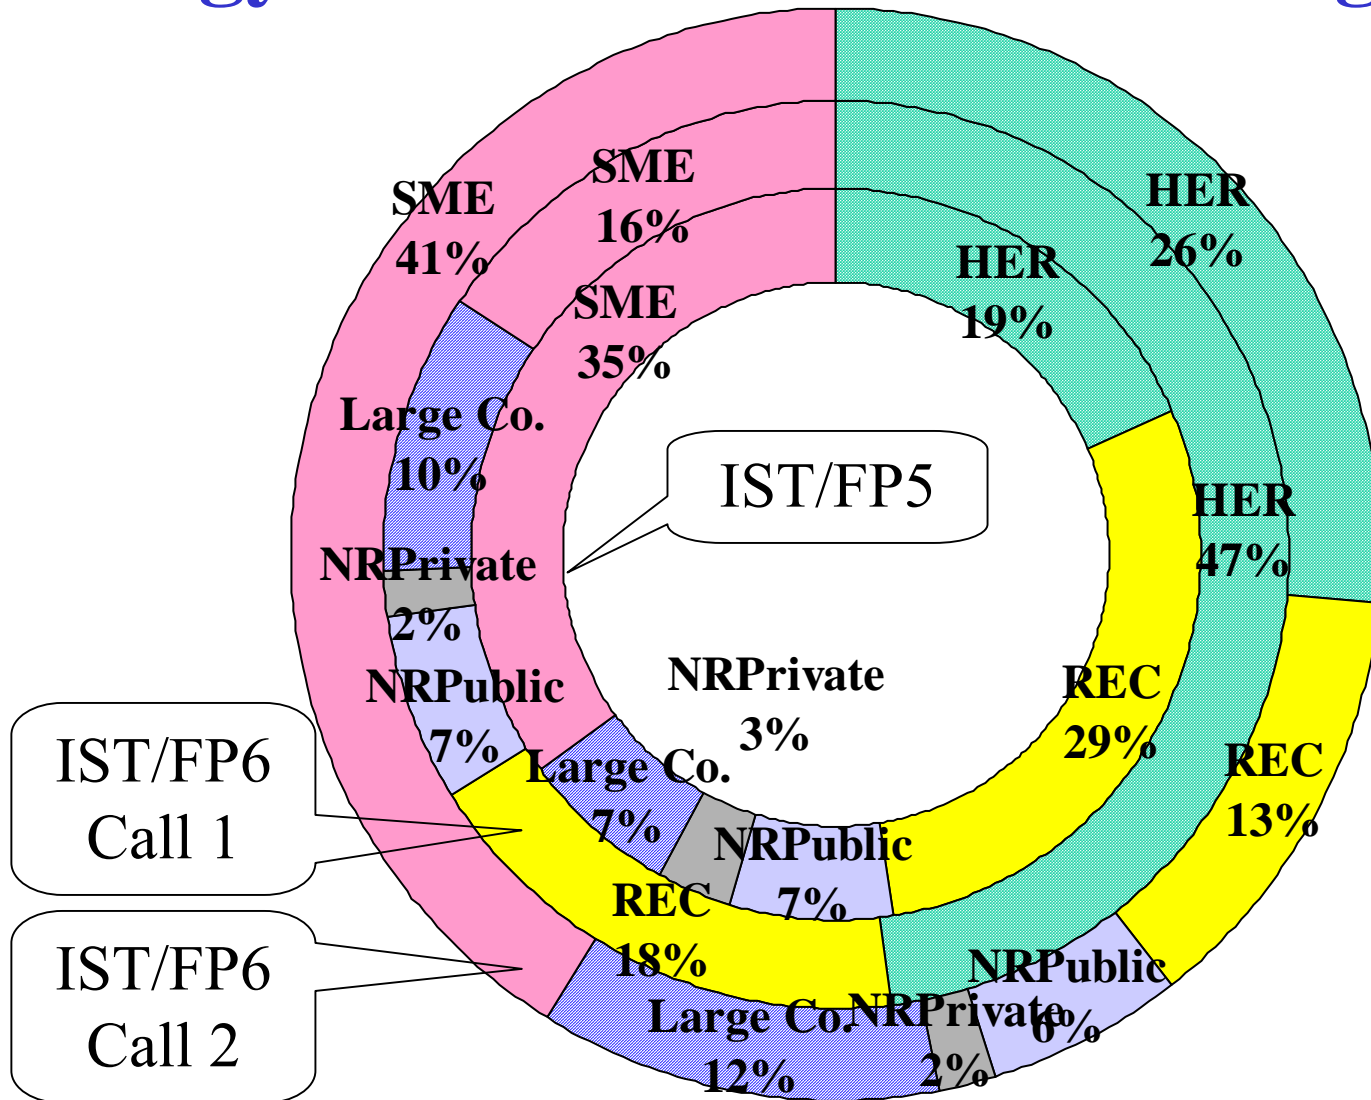 SME
41%
SME
16%
SME
35%
HER
26%
HER
19%
HER
47%
Large Co.
10%
IST/FP5
NRPrivate
2%
NRPublic
7%
NRPrivate
3%
REC
29%
REC
13%
IST/FP6
Call 1
Large Co.
7%
NRPublic
7%
REC
18%
IST/FP6
Call 2
Large Co.
12%
NRPrivate
2%
NRPublic
6%